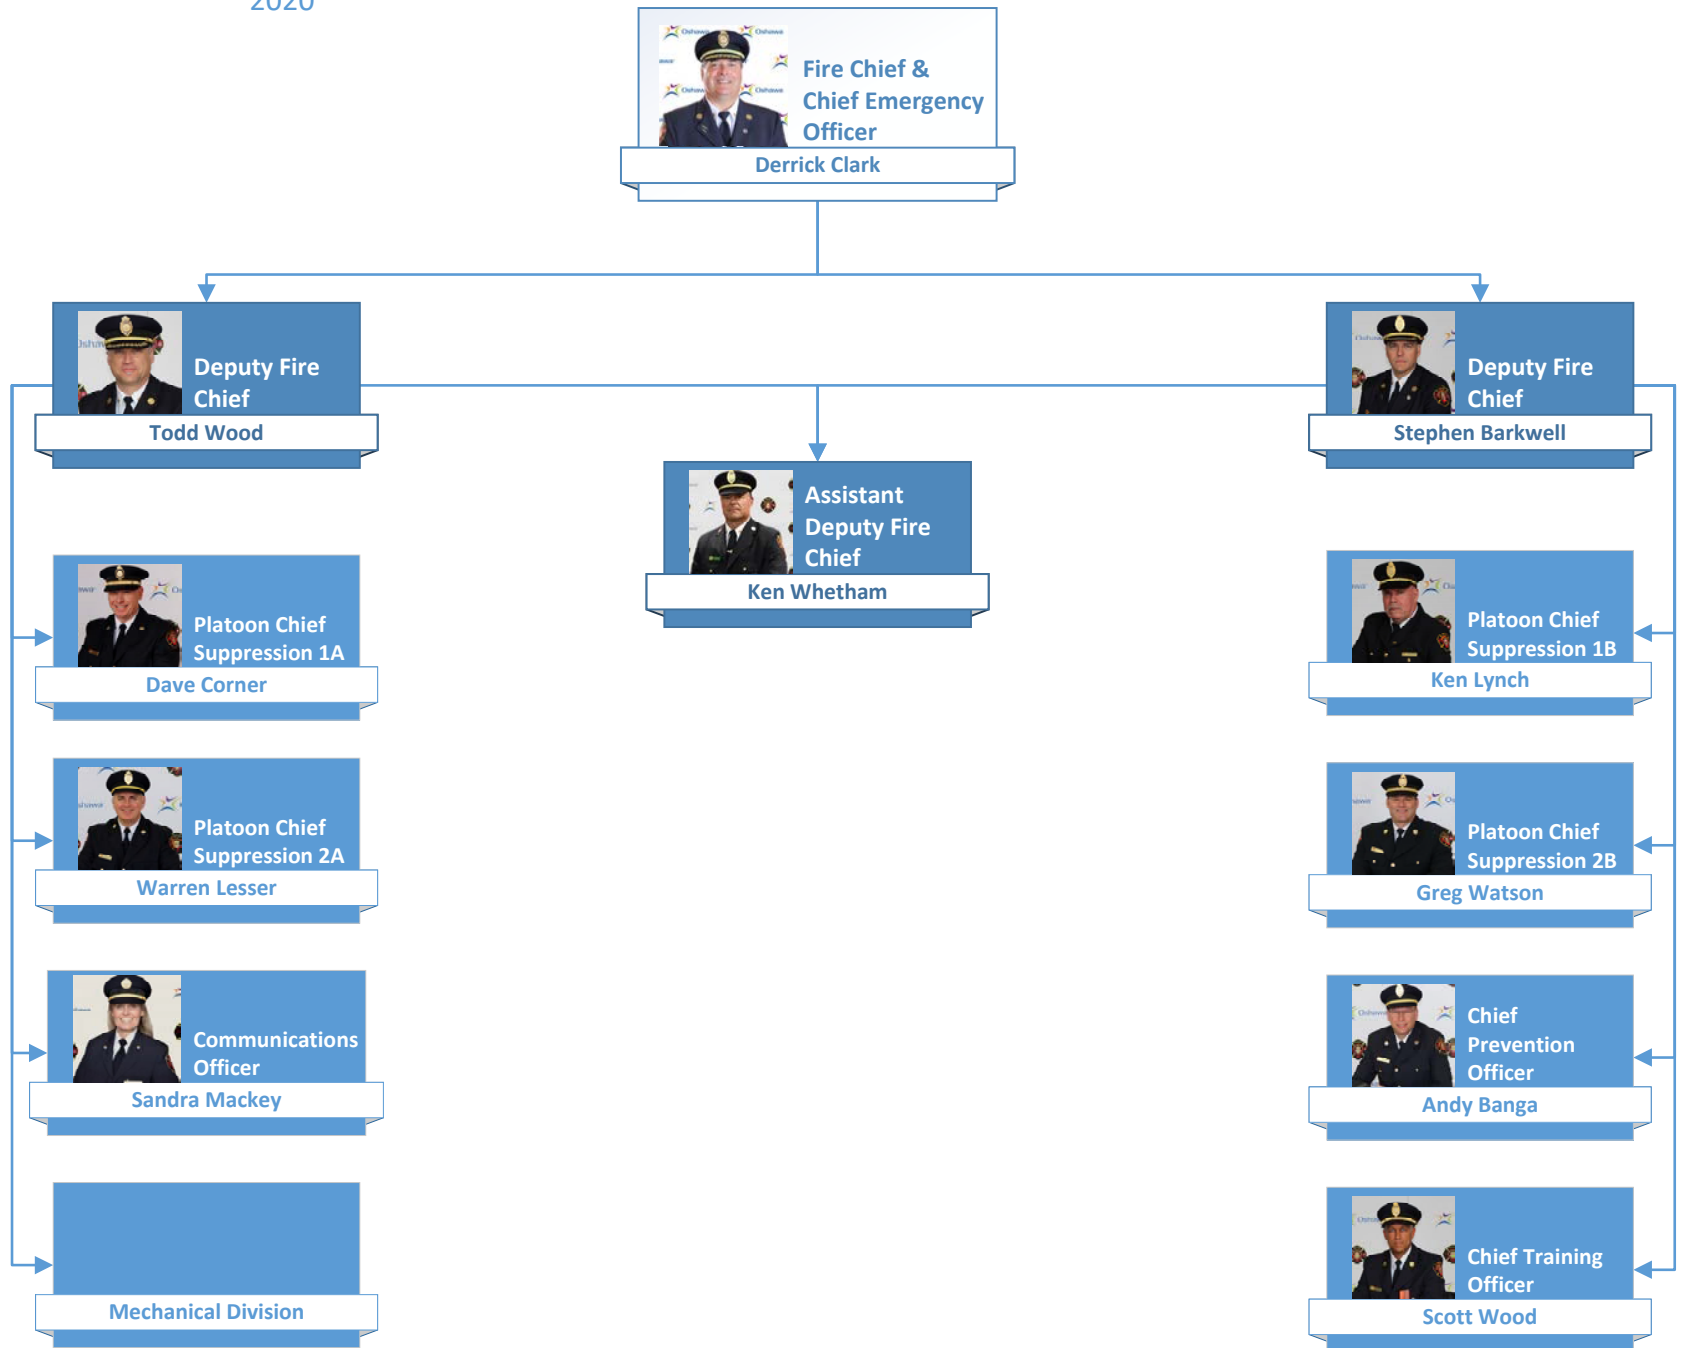 2020
Fire Chief &
Chief Emergency
Officer
Derrick Clark
Deputy Fire
Chief
Todd Wood
Deputy Fire
Chief
Stephen Barkwell
Assistant
Deputy Fire
Chief
Ken Whetham
Platoon Chief
Suppression 1A
Dave Corner
Platoon Chief
Suppression 1B
Ken Lynch
Platoon Chief
Suppression 2A
Warren Lesser
Platoon Chief
Suppression 2B
Greg Watson
Communications
Officer
Sandra Mackey
Chief
Prevention
Officer
Andy Banga
Mechanical Division
Chief Training
Officer
Scott Wood